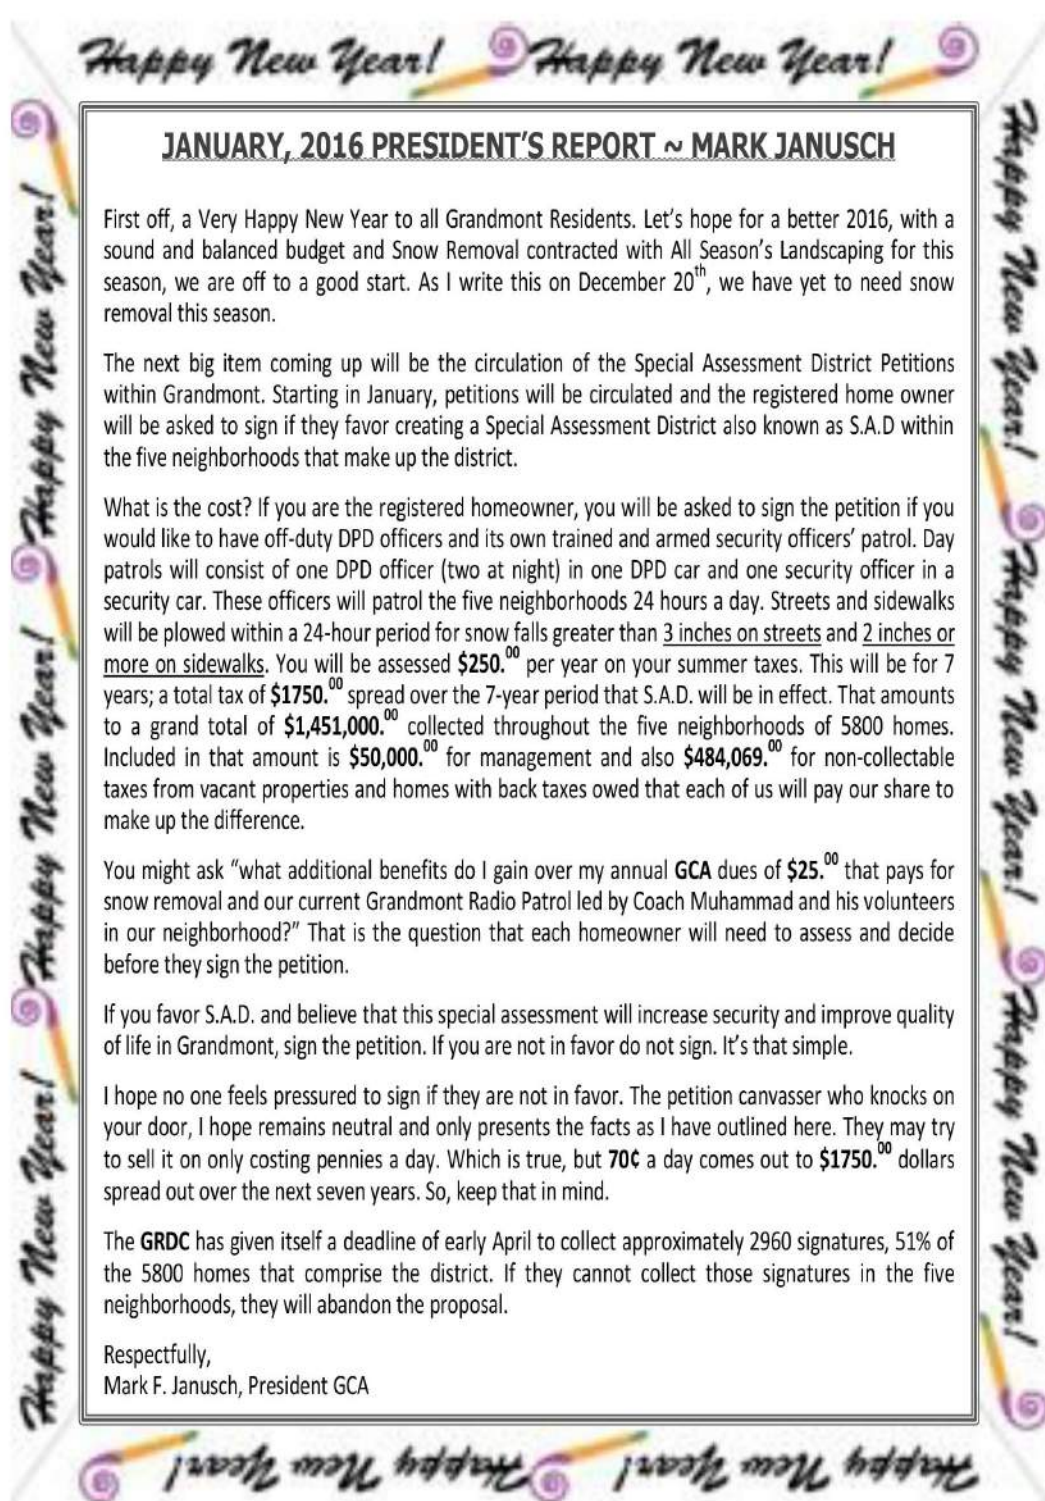 Happy New Year! Happy New Year!
JANUARY, 2016 PRESIDENT'S REPORT ~ MARK JANUSCH
First off, a Very Happy New Year to all Grandmont Residents. Let's hope for a better 2016, with a
sound and balanced budget and Snow Removal contracted with All Season's Landscaping for this
season, we are off to a good start. As I write this on December 20th, we have yet to need snow
removal this season.
The next big item coming up will be the circulation of the Special Assessment District Petitions
within Grandmont. Starting in January, petitions will be circulated and the registered home owner
will be asked to sign if they favor creating a Special Assessment District also known as S.A.D within
the five neighborhoods that make up the district.
What is the cost? If you are the registered homeowner, you will be asked to sign the petition if you
would like to have off-duty DPD officers and its own trained and armed security officers' patrol. Day
patrols will consist of one DPD officer (two at night) in one DPD car and one security officer in a
security car. These officers will patrol the five neighborhoods 24 hours a day. Streets and sidewalks
will be plowed within a 24-hour period for snow falls greater than 3 inches on streets and 2 inches or
more on sidewalks. You will be assessed $250.00 per year on your summer taxes. This will be for 7
years; a total tax of $1750.00 spread over the 7-year period that S.A.D. will be in effect. That amounts
to a grand total of $1,451,000.00 collected throughout the five neighborhoods of 5800 homes.
Included in that amount is $50,000.00 for management and also $484,069.00 for non-collectable
taxes from vacant properties and homes with back taxes owed that each of us will pay our share to
make up the difference.
You might ask "what additional benefits do I gain over my annual GCA dues of $25.00 that pays for
snow removal and our current Grandmont Radio Patrol led by Coach Muhammad and his volunteers
in our neighborhood?" That is the question that each homeowner will need to assess and decide
before they sign the petition.
If you favor S.A.D. and believe that this special assessment will increase security and improve quality
of life in Grandmont, sign the petition. If you are not in favor do not sign. It's that simple.
I hope no one feels pressured to sign if they are not in favor. The petition canvasser who knocks on
your door, I hope remains neutral and only presents the facts as I have outlined here. They may try
to sell it on only costing pennies a day. Which is true, but 70¢ a day comes out to $1750.00 dollars
spread out over the next seven years. So, keep that in mind.
The GRDC has given itself a deadline of early April to collect approximately 2960 signatures, 51% of
the 5800 homes that comprise the district. If they cannot collect those signatures in the five
neighborhoods, they will abandon the proposal.
Respectfully,
Mark F. Janusch, President GCA
Happy New Year! Happy New Year! Happy New Year!
Happy New Year! Happy New Year! Happy New Year!
Happy New Year! Happy New Year!